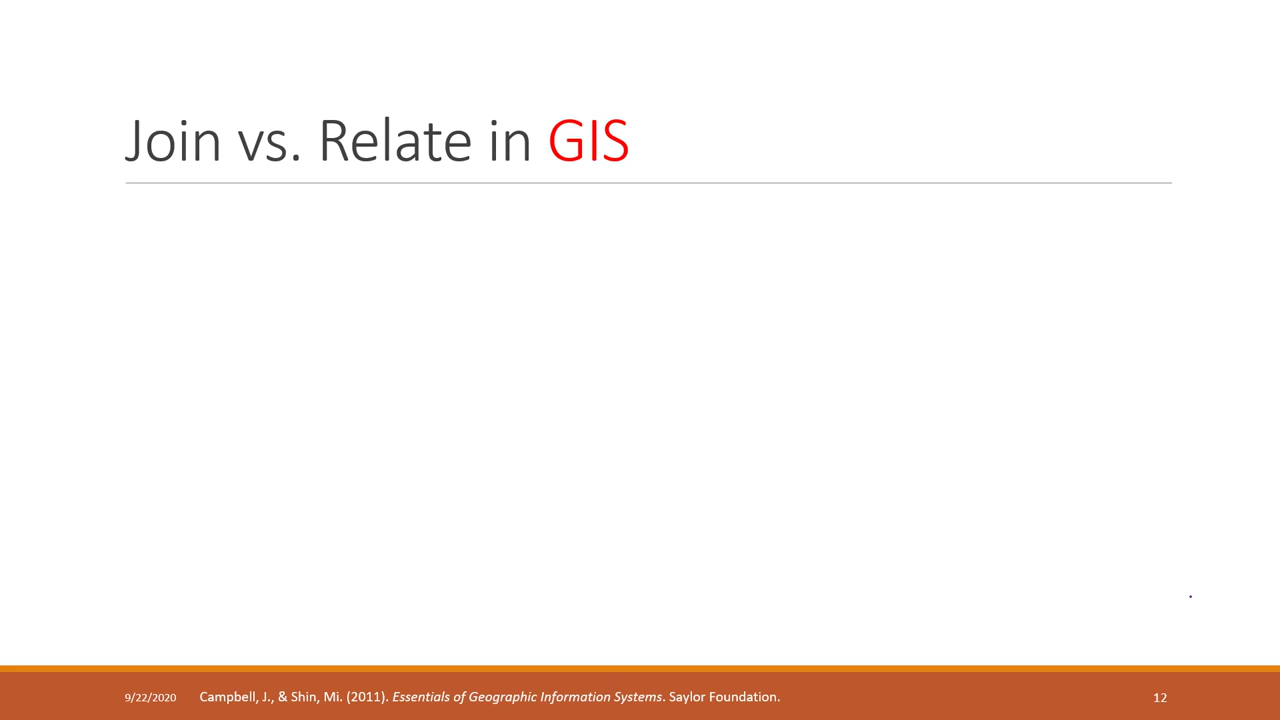 Join vs. Relate in GIS
9/22/2020
Campbell, J., & Shin, Mi. (2011). Essentials of Geographic Information Systems. Saylor Foundation.
12